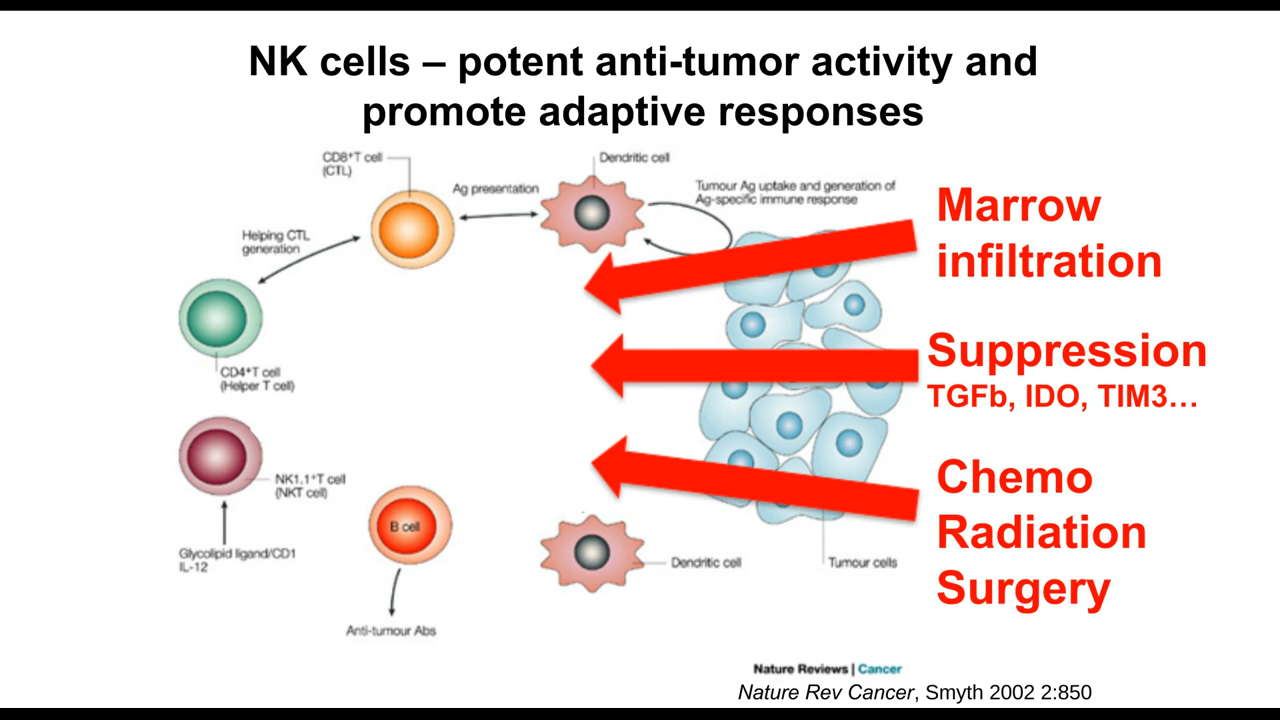 NK cells – potent anti-tumor activity and
promote adaptive responses
CD8⁺T cell
(CTL)
Ag presentation
Dendritic cell
Tumour Ag uptake and generation of
Ag-specific immune response
Helping CTL
generation
CD4⁺T cell
(Helper T cell)
NK1.1⁺T cell
(NKT cell)
Glycolipid ligand/CD1
IL-12
B cell
Anti-tumour Abs
Dendritic cell
Tumour cells
Marrow
infiltration
Suppression
TGFb, IDO, TIM3...
Chemo
Radiation
Surgery
Nature Reviews | Cancer
Nature Rev Cancer, Smyth 2002 2:850